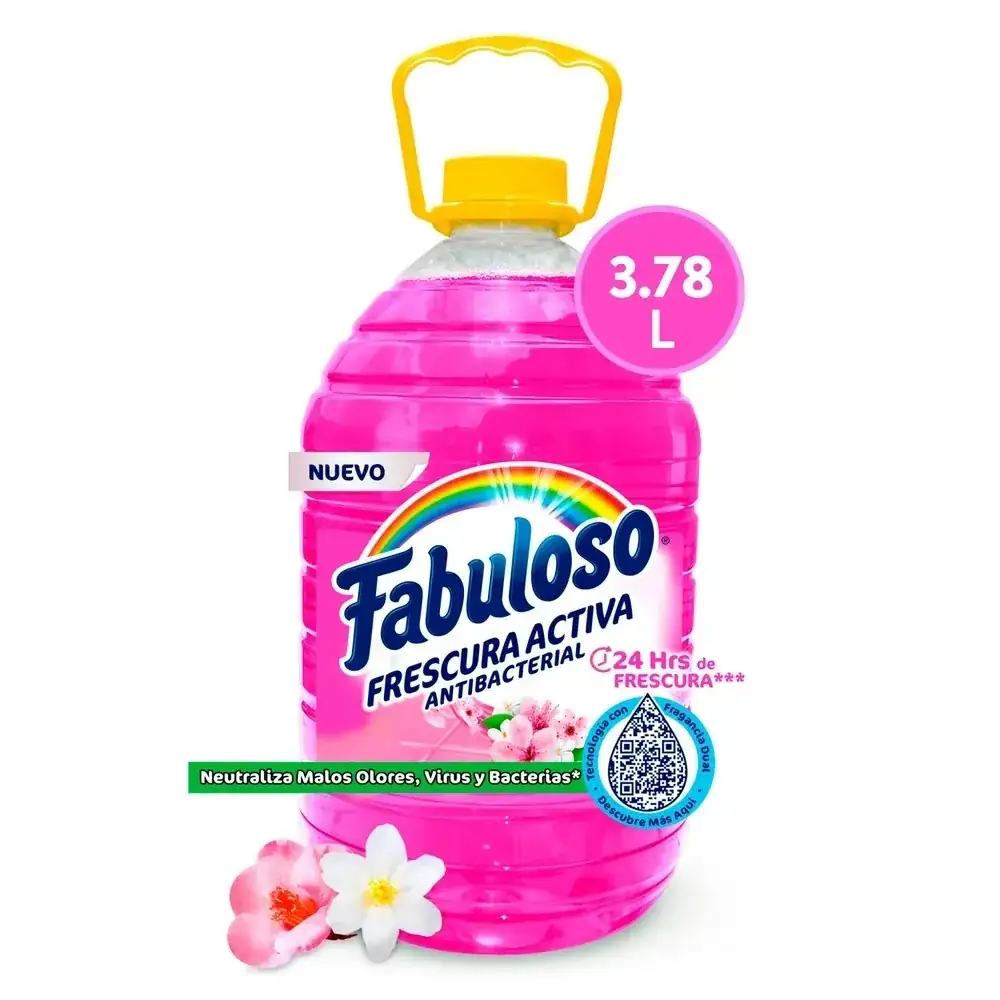 3.78
L
NUEVO
Fabuloso®
FRESCURA ACTIVA
ANTIBACTERIAL
24 Hrs de
FRESCURA***
Tecnología con Fragancia Dual
Descubre Más Aquí
Neutraliza Malos Olores, Virus y Bacterias*